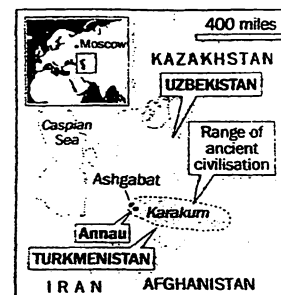 400 miles
Moscow
KAZAKHSTAN
UZBEKISTAN
Caspian
Sea
Range of
ancient
civilisation
Ashgabat
Karakum
Annau
TURKMENISTAN
IRAN
AFGHANISTAN